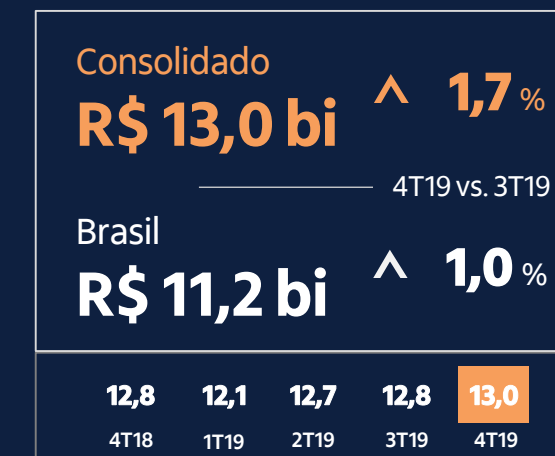 Consolidado
R$ 13,0 bi
1,7 %
4T19 vs. 3T19
Brasil
R$ 11,2 bi
1,0 %
12,8 12,1 12,7 12,8 13,0
4T18 1T19 2T19 3T19 4T19